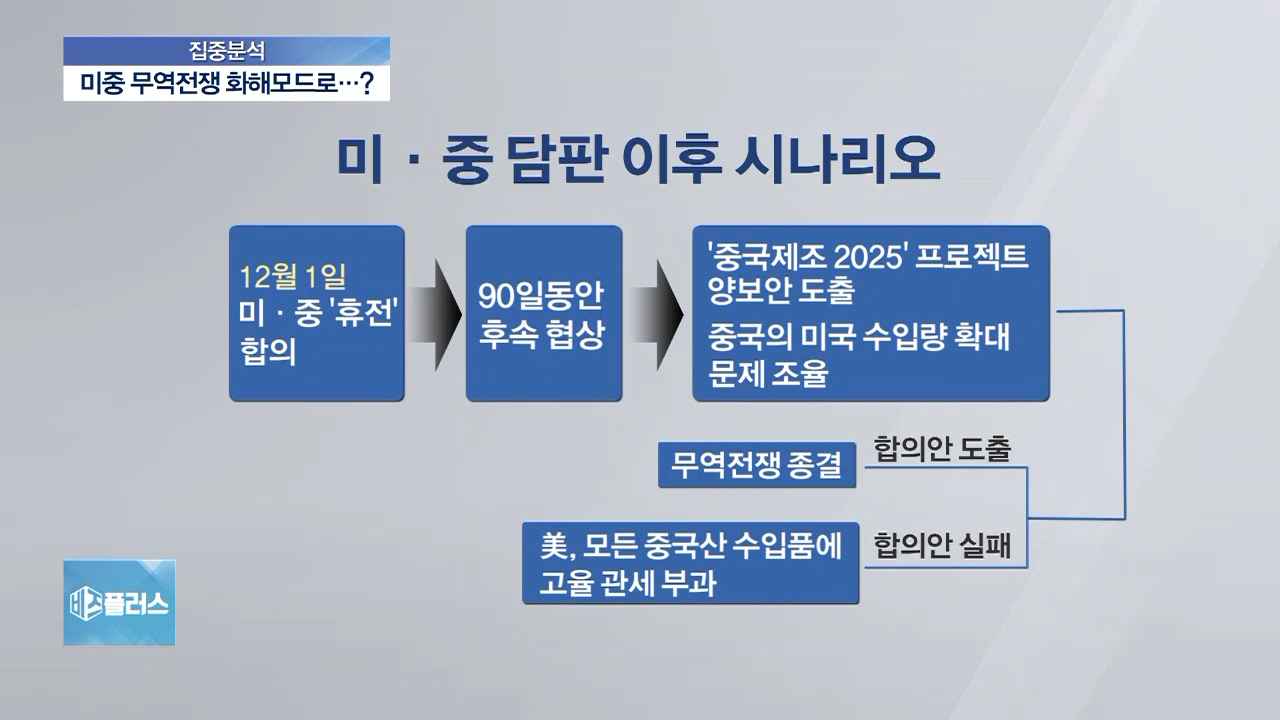 집중분석
미중 무역전쟁 화해모드로…?
미 · 중 담판 이후 시나리오
12월 1일
미 · 중 '휴전'
합의
90일동안
후속 협상
'중국제조 2025' 프로젝트
양보안 도출
중국의 미국 수입량 확대
문제 조율
무역전쟁 종결
합의안 도출
美, 모든 중국산 수입품에
고율 관세 부과
합의안 실패
비즈플러스